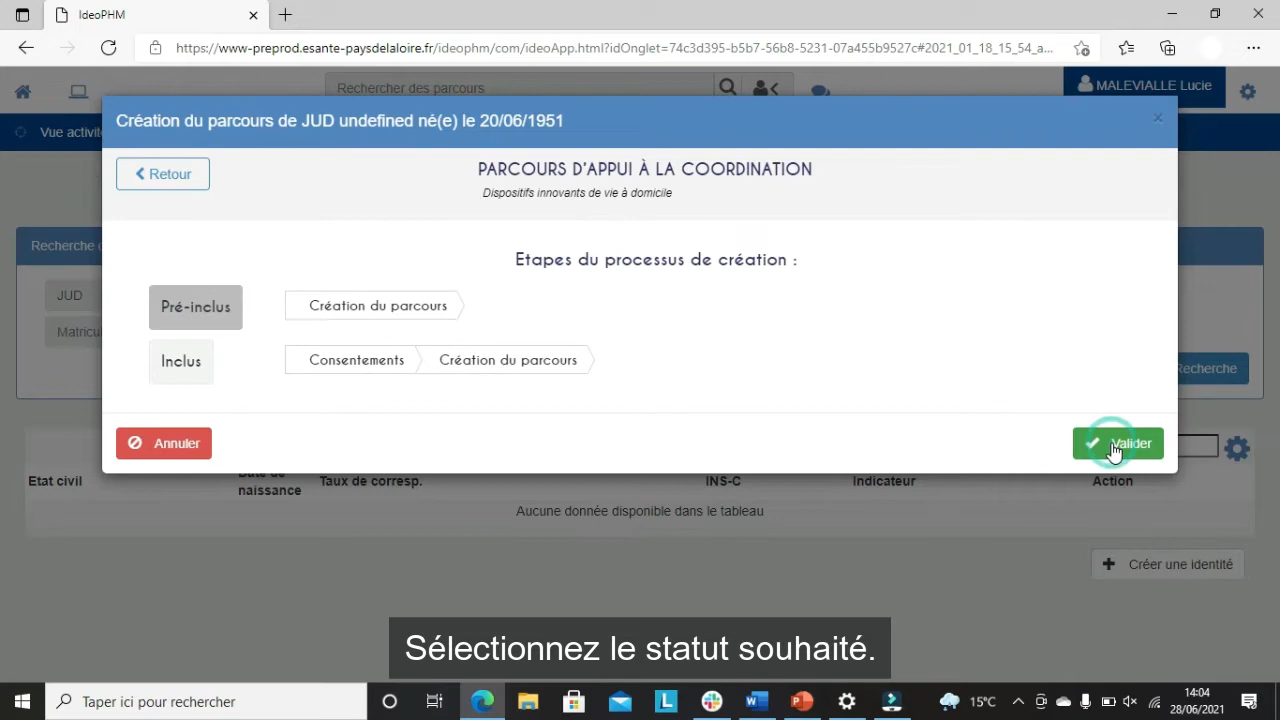 IdeoPHM
https://www-preprod.esante-paysdelaloire.fr/ideophm/com/ideoApp.html?idOnglet=74c3d395-b5b7-56b8-5231-07a455b9527c#2021_01_18_15_54_a...
Rechercher des parcours
MALEVIALLE Lucie
Vue activit
Création du parcours de JUD undefined né(e) le 20/06/1951
×
Retour
PARCOURS D'APPUI À LA COORDINATION
Dispositifs innovants de vie à domicile
Recherche
Etapes du processus de création :
JUD
Pré-inclus
Création du parcours
Matricu
Inclus
Consentements
Création du parcours
Recherche
Annuler
Valider
Etat civil
Date de naissance
Taux de corresp.
INS-C
Indicateur
Action
Aucune donnée disponible dans le tableau
Créer une identité
Sélectionnez le statut souhaité.
Taper ici pour rechercher
15°C
14:04
28/06/2021